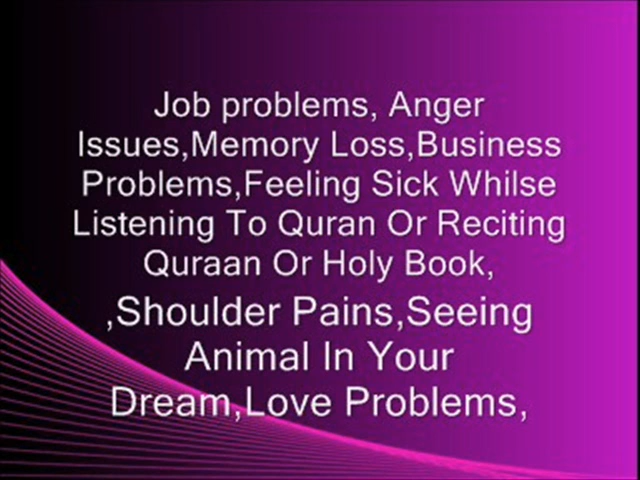 Job problems, Anger
Issues,Memory Loss,Business
Problems,Feeling Sick Whilse
Listening To Quran Or Reciting
Quraan Or Holy Book,
,Shoulder Pains,Seeing
Animal In Your
Dream,Love Problems,